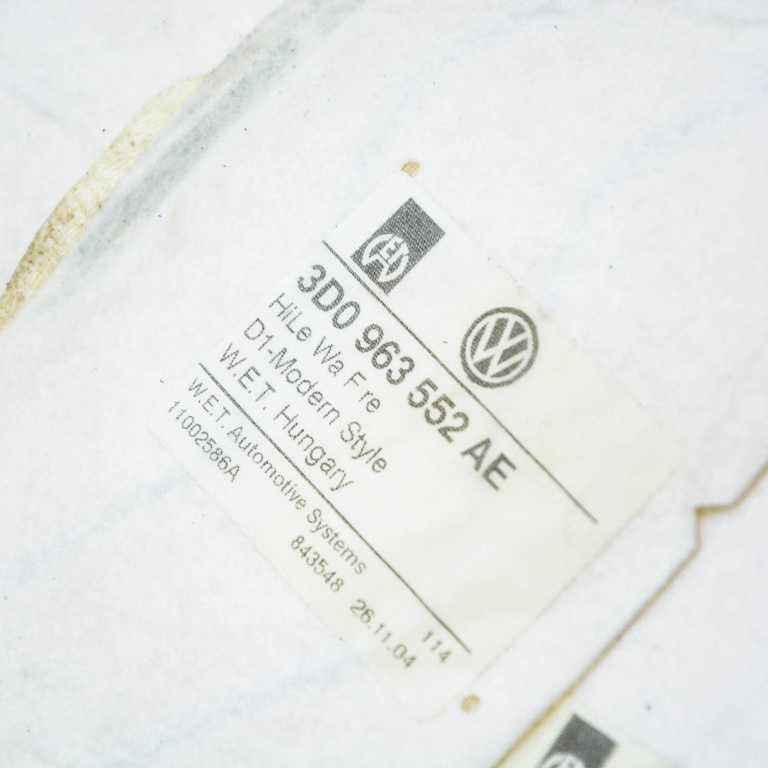 WET
3D0 963 552 AE
HiLe Wa Fre
D1-Modern Style
W.E.T. Hungary
W.E.T. Automotive Systems
11002586A
843548 26.11.04
114